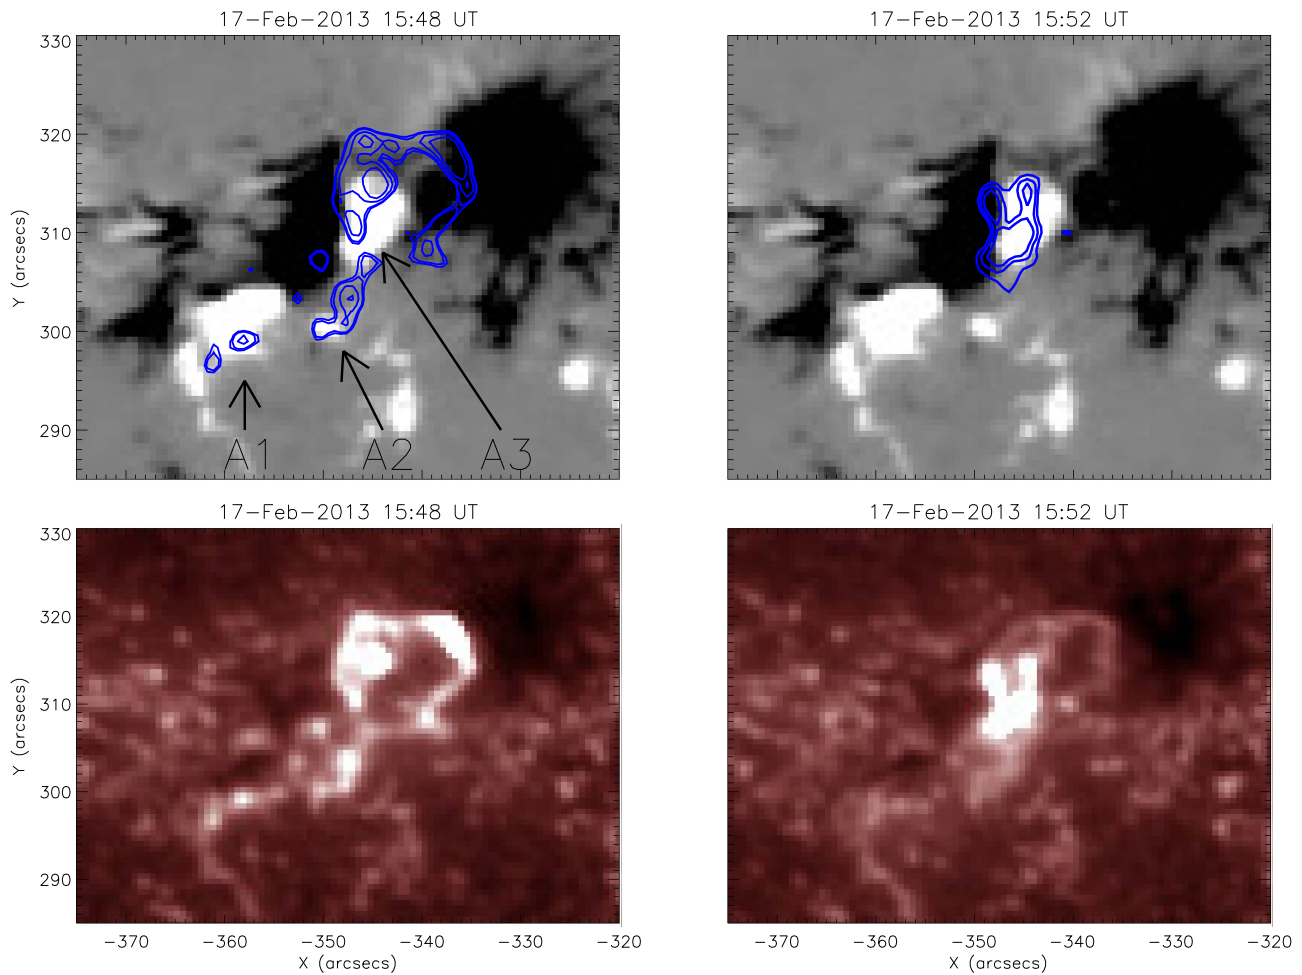 17-Feb-2013 15:48 UT
17-Feb-2013 15:52 UT
330
320
310
300
290
Y (arcsecs)
A1
A2
A3
17-Feb-2013 15:48 UT
17-Feb-2013 15:52 UT
330
320
310
300
290
Y (arcsecs)
-370
-360
-350
-340
-330
-320
X (arcsecs)
-370
-360
-350
-340
-330
-320
X (arcsecs)